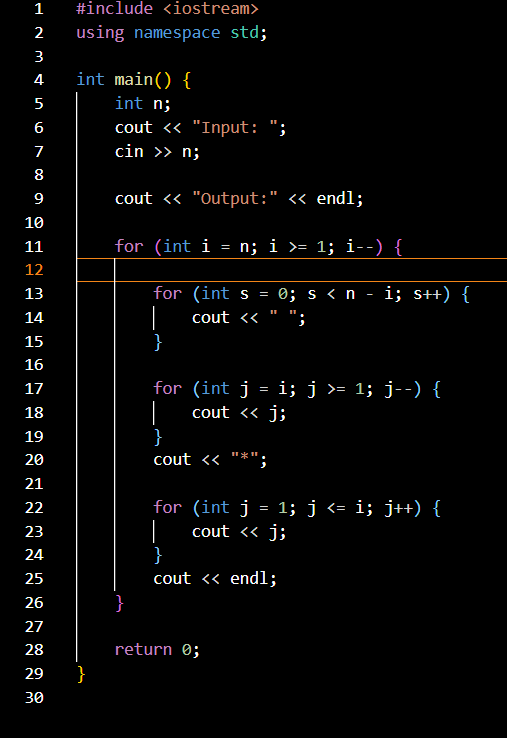 1 #include <iostream>
2 using namespace std;
3
4 int main() {
5     int n;
6     cout << "Input: ";
7     cin >> n;
8
9     cout << "Output:" << endl;
10
11     for (int i = n; i >= 1; i--) {
12
13         for (int s = 0; s < n - i; s++) {
14             cout << " ";
15         }
16
17         for (int j = i; j >= 1; j--) {
18             cout << j;
19         }
20         cout << "*";
21
22         for (int j = 1; j <= i; j++) {
23             cout << j;
24         }
25         cout << endl;
26     }
27
28     return 0;
29 }
30